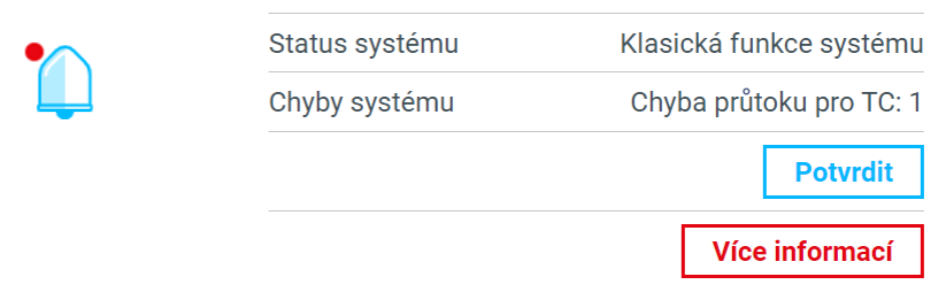 Status systému Klasická funkce systému
Chyby systému Chyba průtoku pro TC: 1
Potvrdit
Více informací